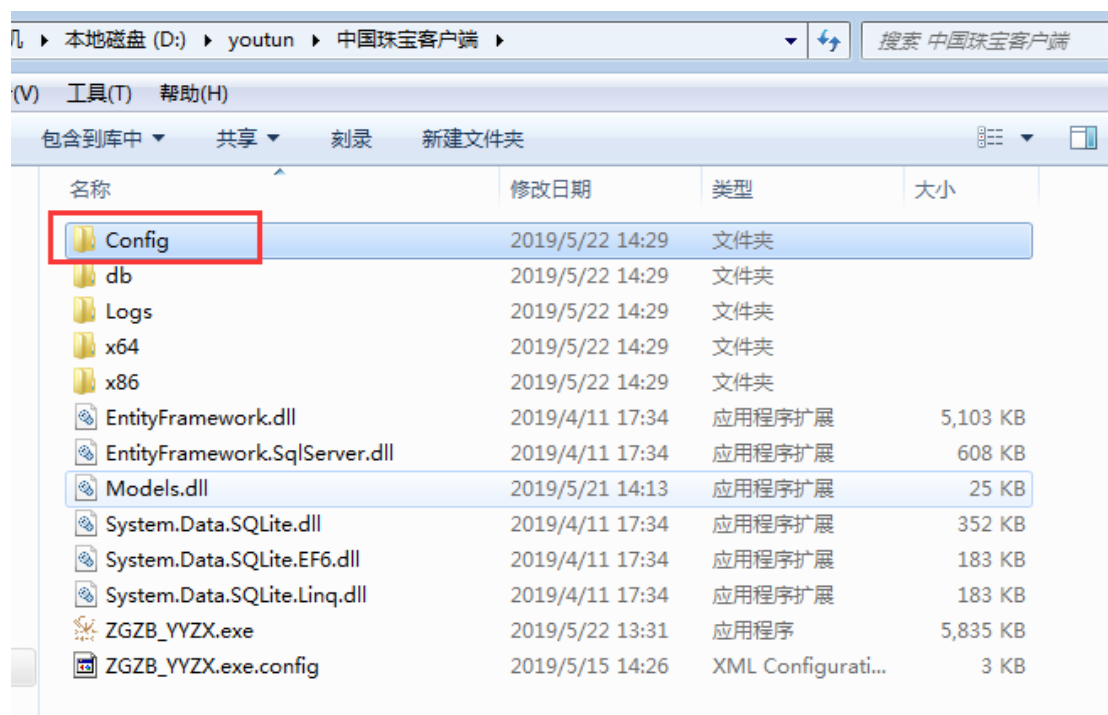 几 ▸ 本地磁盘 (D:) ▸ youtun ▸ 中国珠宝客户端 ▸ 搜索 中国珠宝客户端
(V) 工具(T) 帮助(H)
包含到库中 共享 刻录 新建文件夹
名称 修改日期 类型 大小
Config 2019/5/22 14:29 文件夹
db 2019/5/22 14:29 文件夹
Logs 2019/5/22 14:29 文件夹
x64 2019/5/22 14:29 文件夹
x86 2019/5/22 14:29 文件夹
EntityFramework.dll 2019/4/11 17:34 应用程序扩展 5,103 KB
EntityFramework.SqlServer.dll 2019/4/11 17:34 应用程序扩展 608 KB
Models.dll 2019/5/21 14:13 应用程序扩展 25 KB
System.Data.SQLite.dll 2019/4/11 17:34 应用程序扩展 352 KB
System.Data.SQLite.EF6.dll 2019/4/11 17:34 应用程序扩展 183 KB
System.Data.SQLite.Linq.dll 2019/4/11 17:34 应用程序扩展 183 KB
ZGZB_YYZX.exe 2019/5/22 13:31 应用程序 5,835 KB
ZGZB_YYZX.exe.config 2019/5/15 14:26 XML Configurati... 3 KB